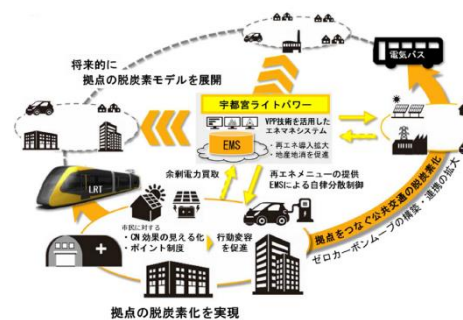 将来的に
拠点の脱炭素モデルを展開
電気バス
宇都宮ライトパワー
VPP技術を活用した
エネマネシステム
EMS
・再エネ導入拡大
・地産地消を促進
余剰電力買取
再エネメニューの提供
EMSによる自律分散制御
LRT
市民に対する
・CN効果の見える化
・ポイント制度
行動変容
を促進
拠点をつなぐ公共交通の脱炭素化
ゼロカーボンムーブの構築・連携の拡大
拠点の脱炭素化を実現